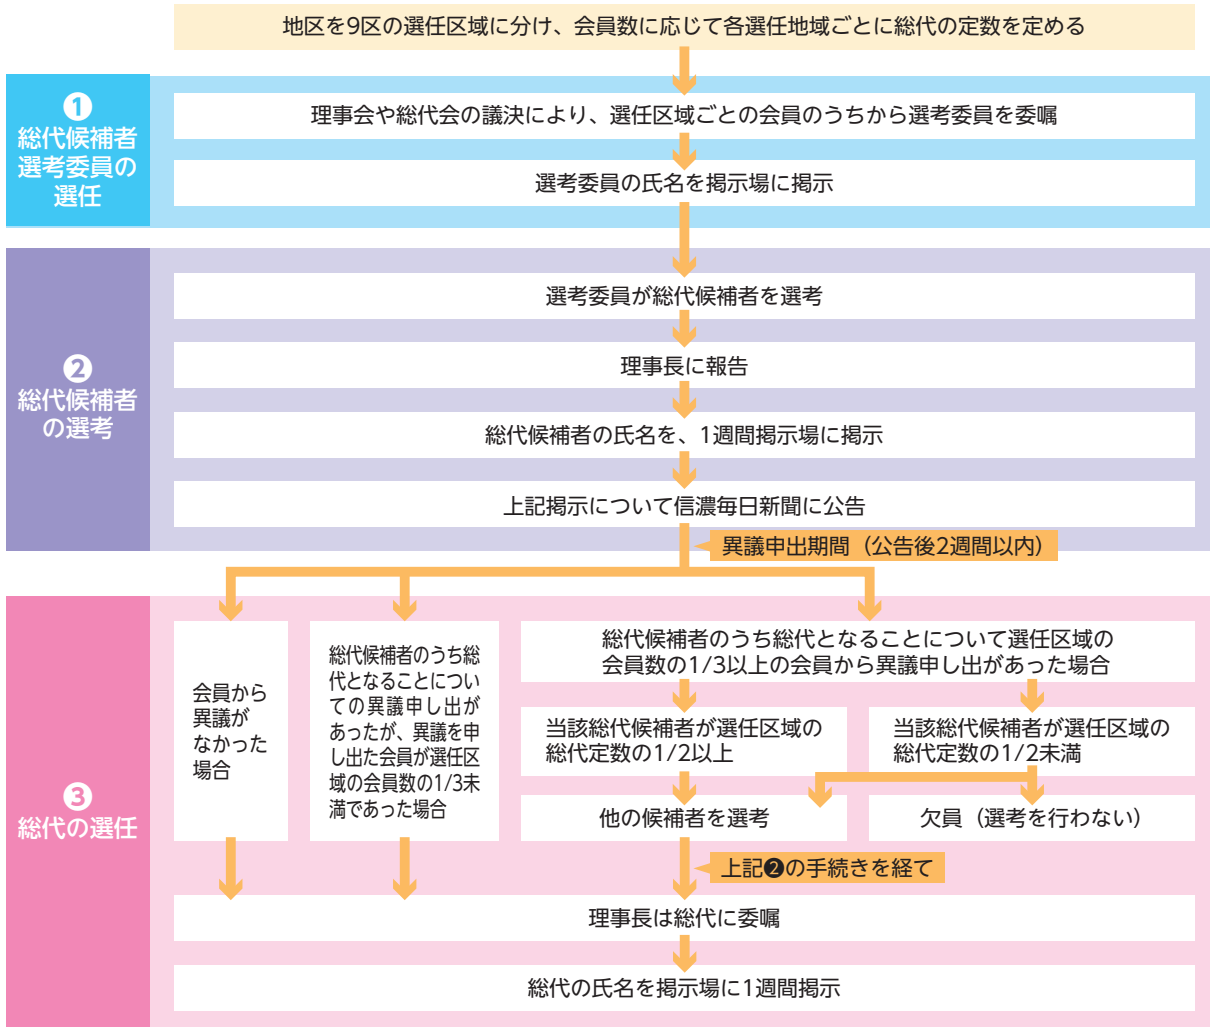 地区を9区の選任区域に分け、会員数に応じて各選任地域ごとに総代の定数を定める
❶
総代候補者
選考委員の
選任
理事会や総代会の議決により、選任区域ごとの会員のうちから選考委員を委嘱
選考委員の氏名を掲示場に掲示
❷
総代候補者
の選考
選考委員が総代候補者を選考
理事長に報告
総代候補者の氏名を、1週間掲示場に掲示
上記掲示について信濃毎日新聞に公告
異議申出期間（公告後2週間以内）
❸
総代の選任
会員から
異議が
なかった
場合
総代候補者のうち総
代となることについ
ての異議申し出が
あったが、異議を申
し出た会員が選任区
域の会員数の1/3未
満であった場合
総代候補者のうち総代となることについて選任区域の
会員数の1/3以上の会員から異議申し出があった場合
当該総代候補者が選任区域の
総代定数の1/2以上
当該総代候補者が選任区域の
総代定数の1/2未満
他の候補者を選考
欠員（選考を行わない）
上記❷の手続きを経て
理事長は総代に委嘱
総代の氏名を掲示場に1週間掲示